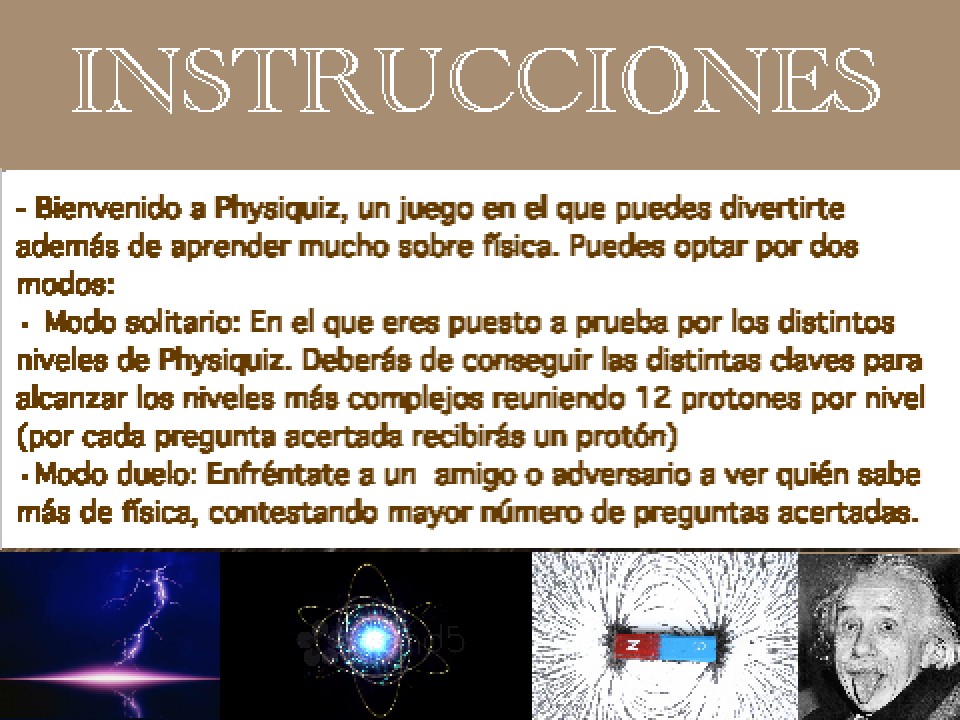 INSTRUCCIONES
- Bienvenido a Physiquiz, un juego en el que puedes divertirte
además de aprender mucho sobre física. Puedes optar por dos
modos:
· Modo solitario: En el que eres puesto a prueba por los distintos
niveles de Physiquiz. Deberás de conseguir las distintas claves para
alcanzar los niveles más complejos reuniendo 12 protones por nivel
(por cada pregunta acertada recibirás un protón)
· Modo duelo: Enfréntate a un amigo o adversario a ver quién sabe
más de física, contestando mayor número de preguntas acertadas.
N